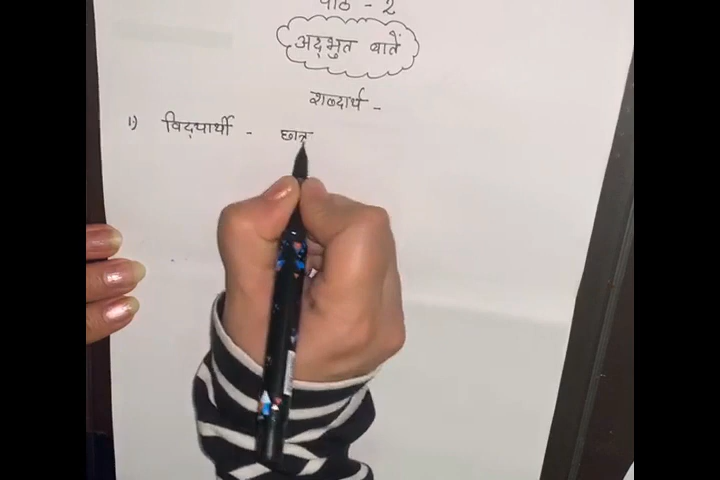 पाठ - 2
अद्‌भुत बातें
शब्दार्थ -
1) विद्‌यार्थी - छात्र